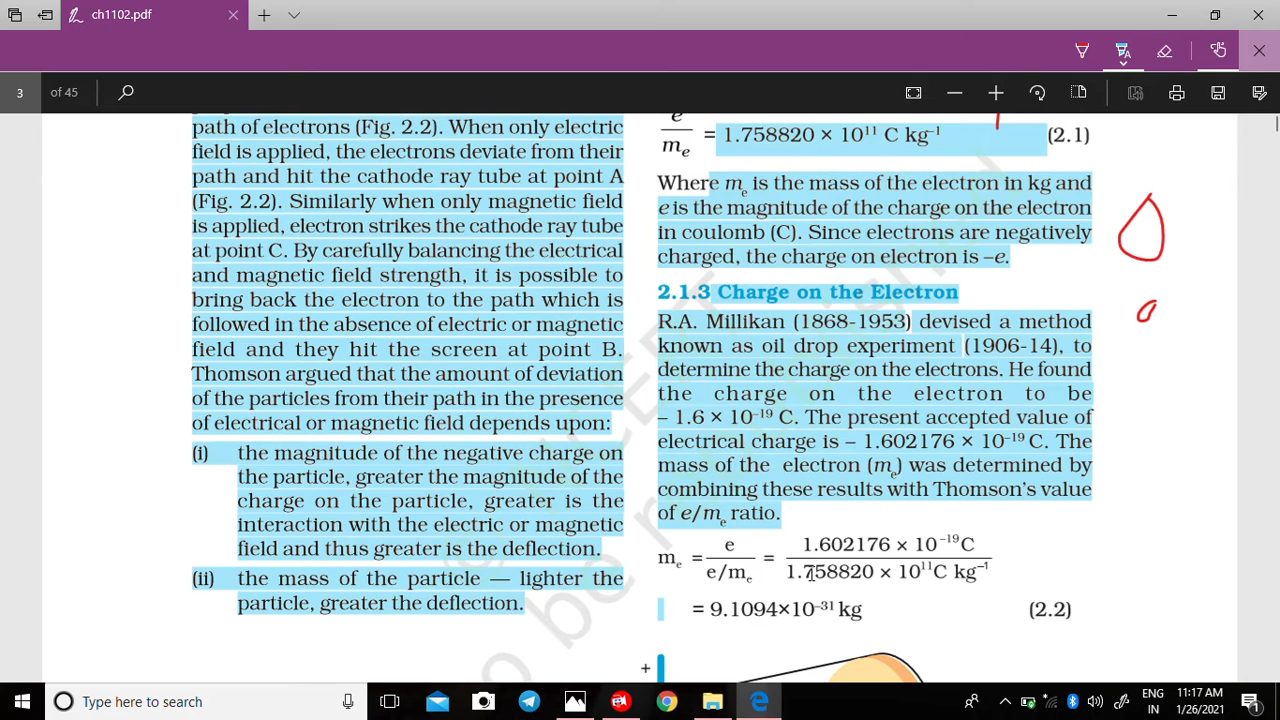 ch1102.pdf
3 of 45
path of electrons (Fig. 2.2). When only electric
field is applied, the electrons deviate from their
path and hit the cathode ray tube at point A
(Fig. 2.2). Similarly when only magnetic field
is applied, electron strikes the cathode ray tube
at point C. By carefully balancing the electrical
and magnetic field strength, it is possible to
bring back the electron to the path which is
followed in the absence of electric or magnetic
field and they hit the screen at point B.
Thomson argued that the amount of deviation
of the particles from their path in the presence
of electrical or magnetic field depends upon:
(i) the magnitude of the negative charge on
the particle, greater the magnitude of the
charge on the particle, greater is the
interaction with the electric or magnetic
field and thus greater is the deflection.
(ii) the mass of the particle — lighter the
particle, greater the deflection.
e
mₑ = 1.758820 × 10¹¹ C kg⁻¹ (2.1)
Where mₑ is the mass of the electron in kg and
e is the magnitude of the charge on the electron
in coulomb (C). Since electrons are negatively
charged, the charge on electron is –e.
2.1.3 Charge on the Electron
R.A. Millikan (1868-1953) devised a method
known as oil drop experiment (1906-14), to
determine the charge on the electrons. He found
the charge on the electron to be
– 1.6 × 10⁻¹⁹ C. The present accepted value of
electrical charge is – 1.602176 × 10⁻¹⁹ C. The
mass of the electron (mₑ) was determined by
combining these results with Thomson's value
of e/mₑ ratio.
mₑ = e / e/mₑ = 1.602176 × 10⁻¹⁹C / 1.758820 × 10¹¹C kg⁻¹
= 9.1094×10⁻³¹ kg (2.2)
+
Type here to search
ENG
IN
11:17 AM
1/26/2021